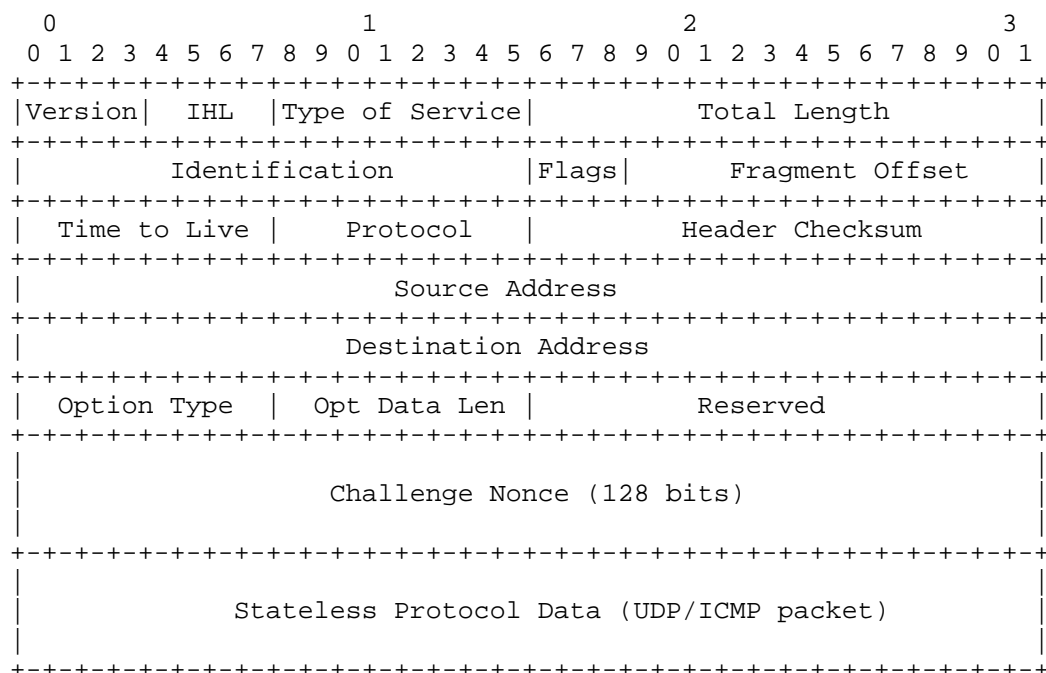 0 1 2 3
0 1 2 3 4 5 6 7 8 9 0 1 2 3 4 5 6 7 8 9 0 1 2 3 4 5 6 7 8 9 0 1
+-+-+-+-+-+-+-+-+-+-+-+-+-+-+-+-+-+-+-+-+-+-+-+-+-+-+-+-+-+-+-+-+
|Version| IHL |Type of Service| Total Length |
+-+-+-+-+-+-+-+-+-+-+-+-+-+-+-+-+-+-+-+-+-+-+-+-+-+-+-+-+-+-+-+-+
| Identification |Flags| Fragment Offset |
+-+-+-+-+-+-+-+-+-+-+-+-+-+-+-+-+-+-+-+-+-+-+-+-+-+-+-+-+-+-+-+-+
| Time to Live | Protocol | Header Checksum |
+-+-+-+-+-+-+-+-+-+-+-+-+-+-+-+-+-+-+-+-+-+-+-+-+-+-+-+-+-+-+-+-+
| Source Address |
+-+-+-+-+-+-+-+-+-+-+-+-+-+-+-+-+-+-+-+-+-+-+-+-+-+-+-+-+-+-+-+-+
| Destination Address |
+-+-+-+-+-+-+-+-+-+-+-+-+-+-+-+-+-+-+-+-+-+-+-+-+-+-+-+-+-+-+-+-+
| Option Type | Opt Data Len | Reserved |
+-+-+-+-+-+-+-+-+-+-+-+-+-+-+-+-+-+-+-+-+-+-+-+-+-+-+-+-+-+-+-+-+
| |
| Challenge Nonce (128 bits) |
| |
+-+-+-+-+-+-+-+-+-+-+-+-+-+-+-+-+-+-+-+-+-+-+-+-+-+-+-+-+-+-+-+-+
| |
| Stateless Protocol Data (UDP/ICMP packet) |
| |
+-+-+-+-+-+-+-+-+-+-+-+-+-+-+-+-+-+-+-+-+-+-+-+-+-+-+-+-+-+-+-+-+